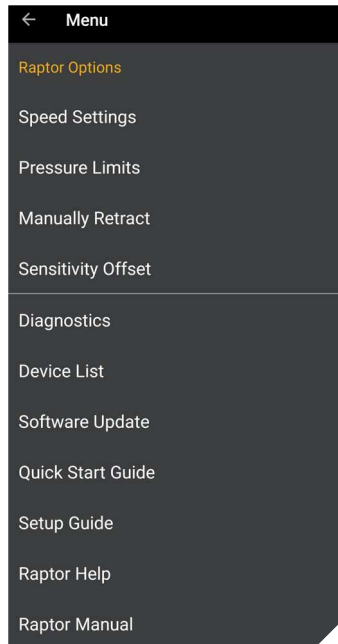 Menu
Raptor Options
Speed Settings
Pressure Limits
Manually Retract
Sensitivity Offset
Diagnostics
Device List
Software Update
Quick Start Guide
Setup Guide
Raptor Help
Raptor Manual